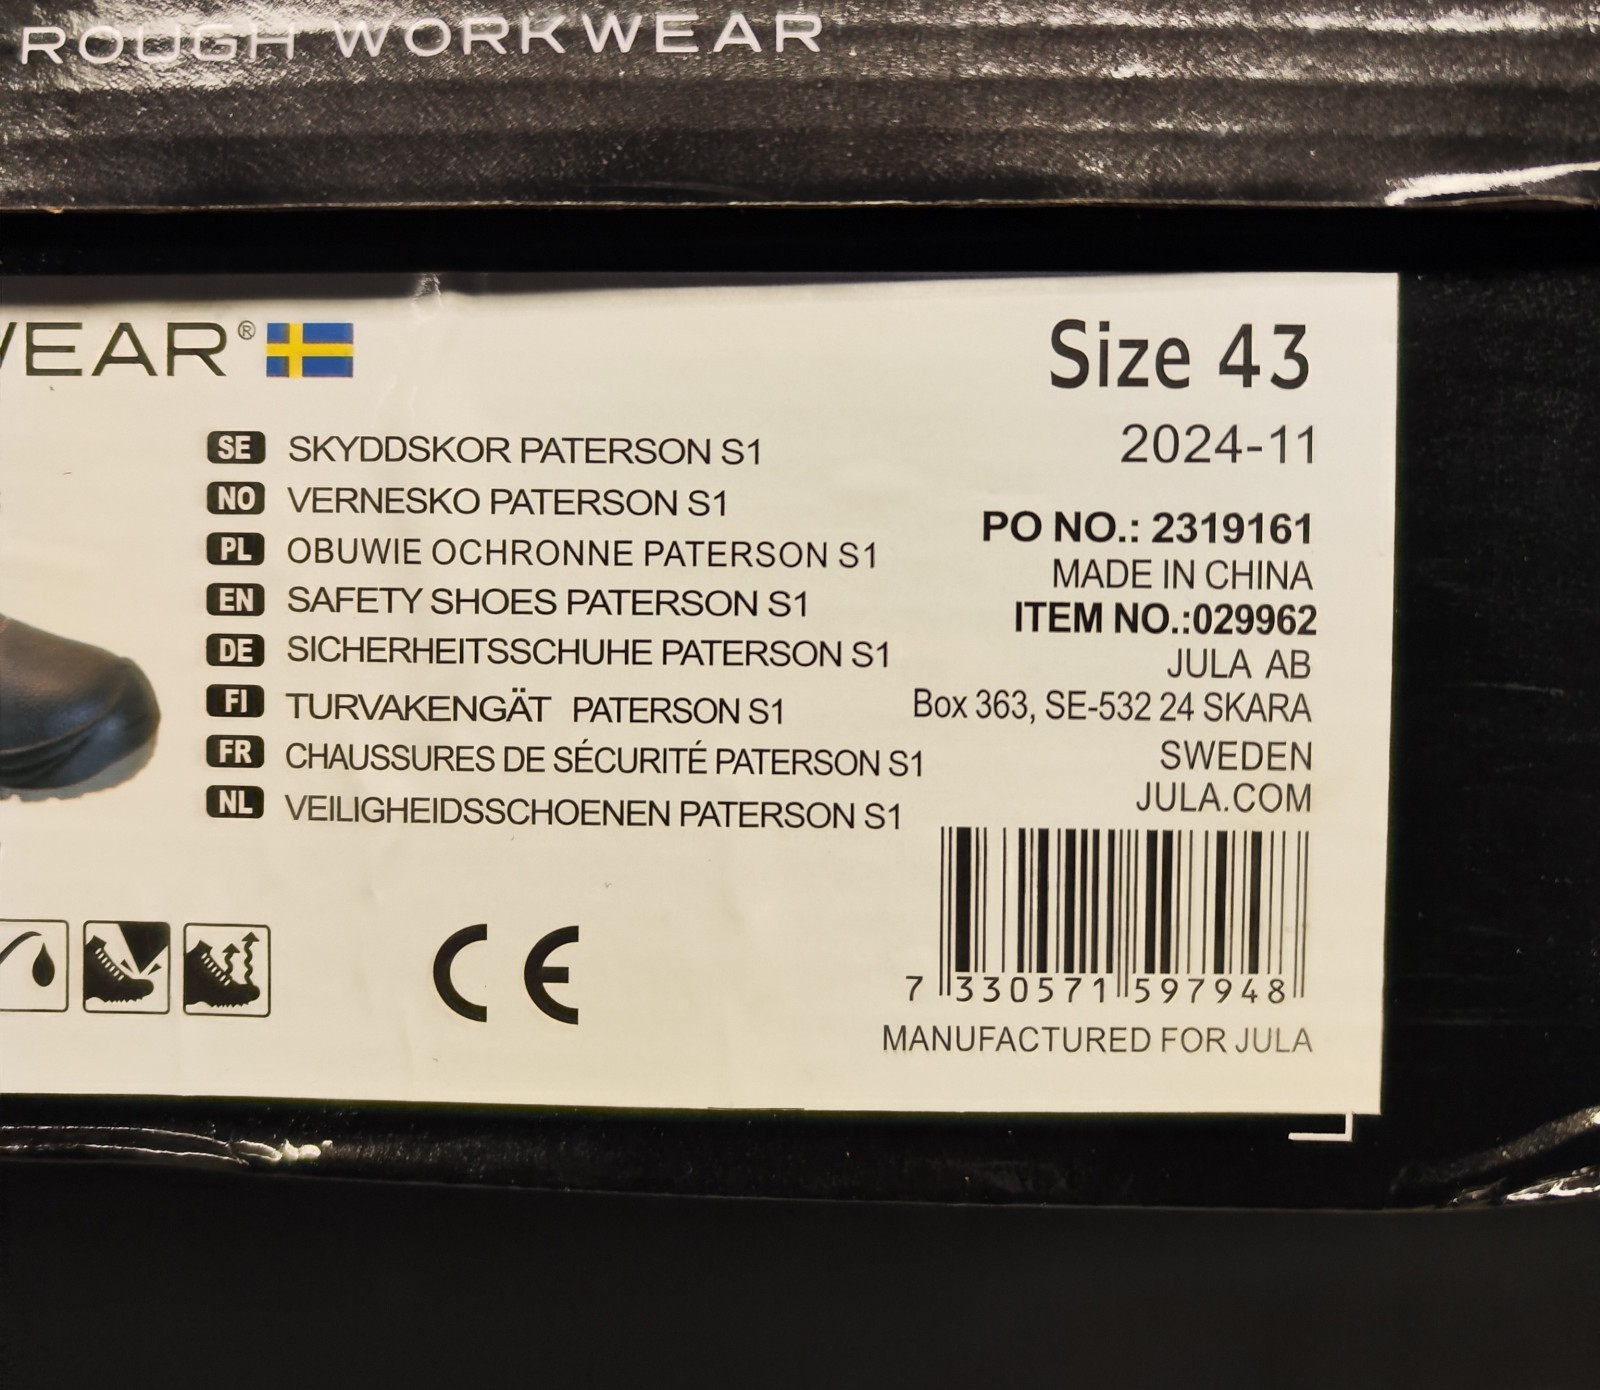 ROUGH WORKWEAR
WEAR®
Size 43
2024-11
SE SKYDDSKOR PATERSON S1
NO VERNESKO PATERSON S1
PL OBUWIE OCHRONNE PATERSON S1
EN SAFETY SHOES PATERSON S1
DE SICHERHEITSSCHUHE PATERSON S1
FI TURVAKENGÄT PATERSON S1
FR CHAUSSURES DE SÉCURITÉ PATERSON S1
NL VEILIGHEIDSSCHOENEN PATERSON S1
PO NO.: 2319161
MADE IN CHINA
ITEM NO.:029962
JULA AB
Box 363, SE-532 24 SKARA
SWEDEN
JULA.COM
CE
7 330571 597948
MANUFACTURED FOR JULA